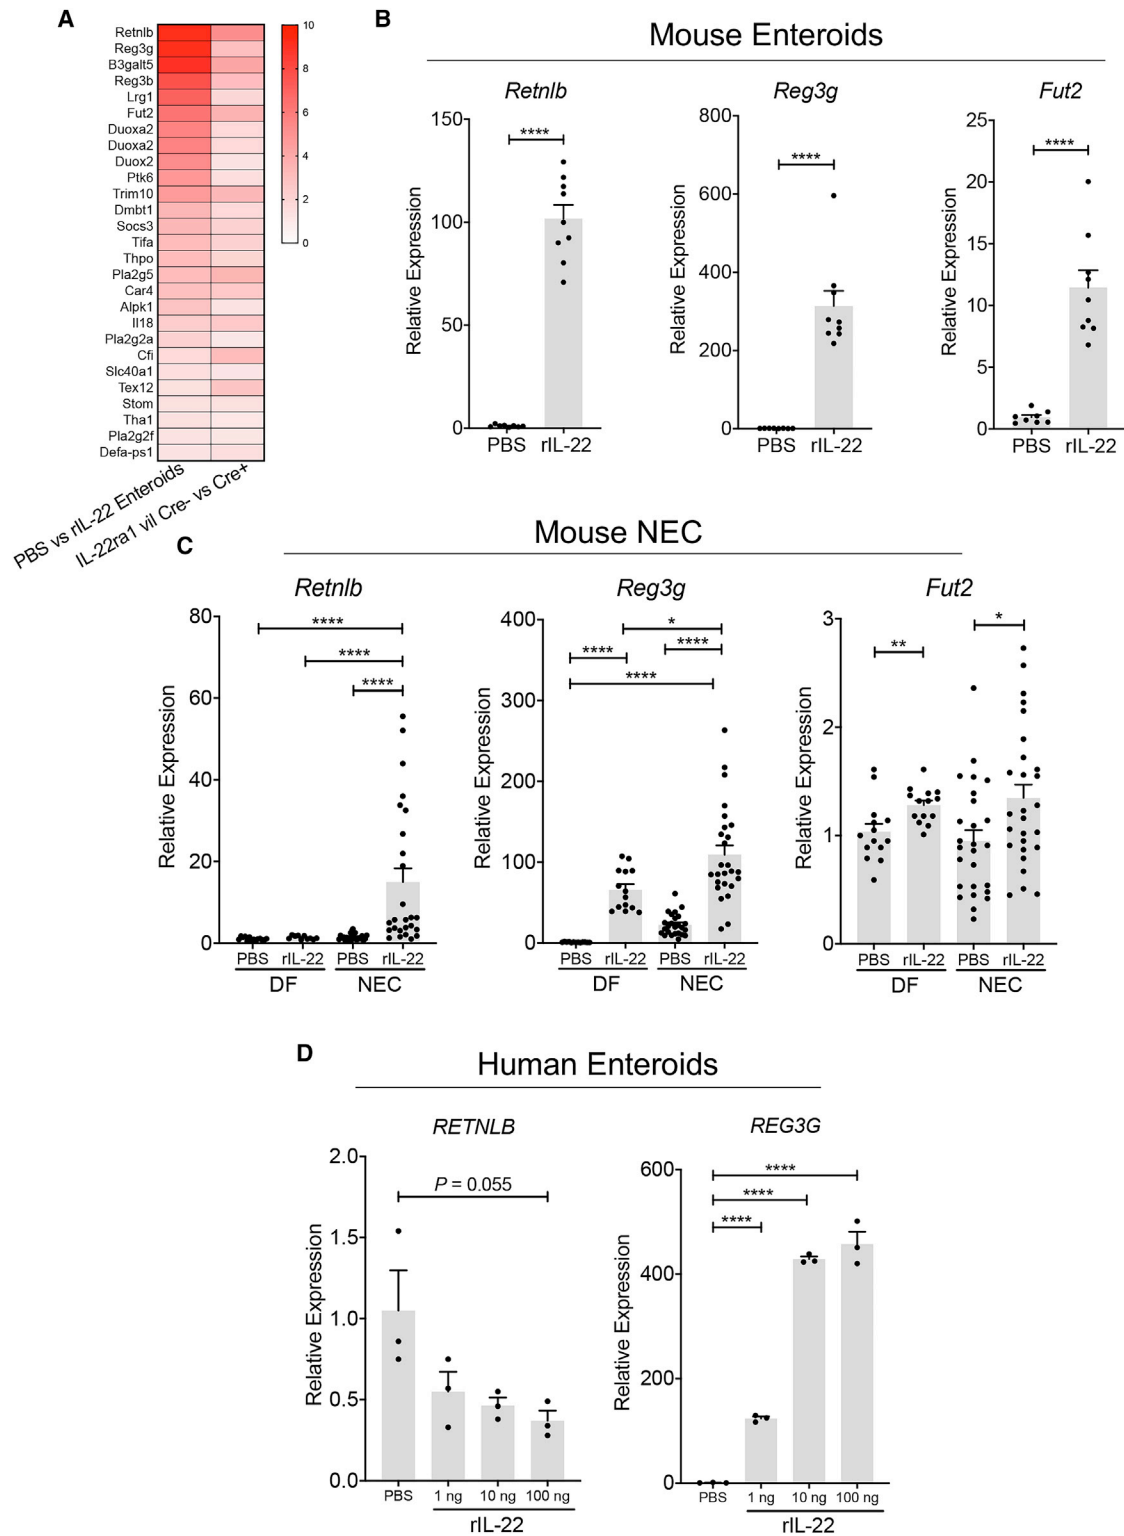 A
Retnlb
Reg3g
B3galt5
Reg3b
Lrg1
Fut2
Duoxa2
Duoxa2
Duox2
Ptk6
Trim10
Dmbt1
Socs3
Tifa
Thpo
Pla2g5
Car4
Alpk1
Il18
Pla2g2a
Cfi
Slc40a1
Tex12
Stom
Tha1
Pla2g2f
Defa-ps1
10
8
6
4
2
0
PBS vs rIL-22 Enteroids
IL-22ra1 vil Cre- vs Cre+
B
Mouse Enteroids
Retnlb
Relative Expression
150
100
50
0
****
PBS rIL-22
Reg3g
Relative Expression
800
600
400
200
0
****
PBS rIL-22
Fut2
Relative Expression
25
20
15
10
5
0
****
PBS rIL-22
C
Mouse NEC
Retnlb
Relative Expression
80
60
40
20
0
****
****
****
PBS rIL-22 PBS rIL-22
DF NEC
Reg3g
Relative Expression
400
300
200
100
0
*
****
****
****
PBS rIL-22 PBS rIL-22
DF NEC
Fut2
Relative Expression
3
2
1
0
**
*
PBS rIL-22 PBS rIL-22
DF NEC
D
Human Enteroids
RETNLB
Relative Expression
2.0
1.5
1.0
0.5
0.0
P = 0.055
PBS 1 ng 10 ng 100 ng
rIL-22
REG3G
Relative Expression
600
400
200
0
****
****
****
PBS 1 ng 10 ng 100 ng
rIL-22